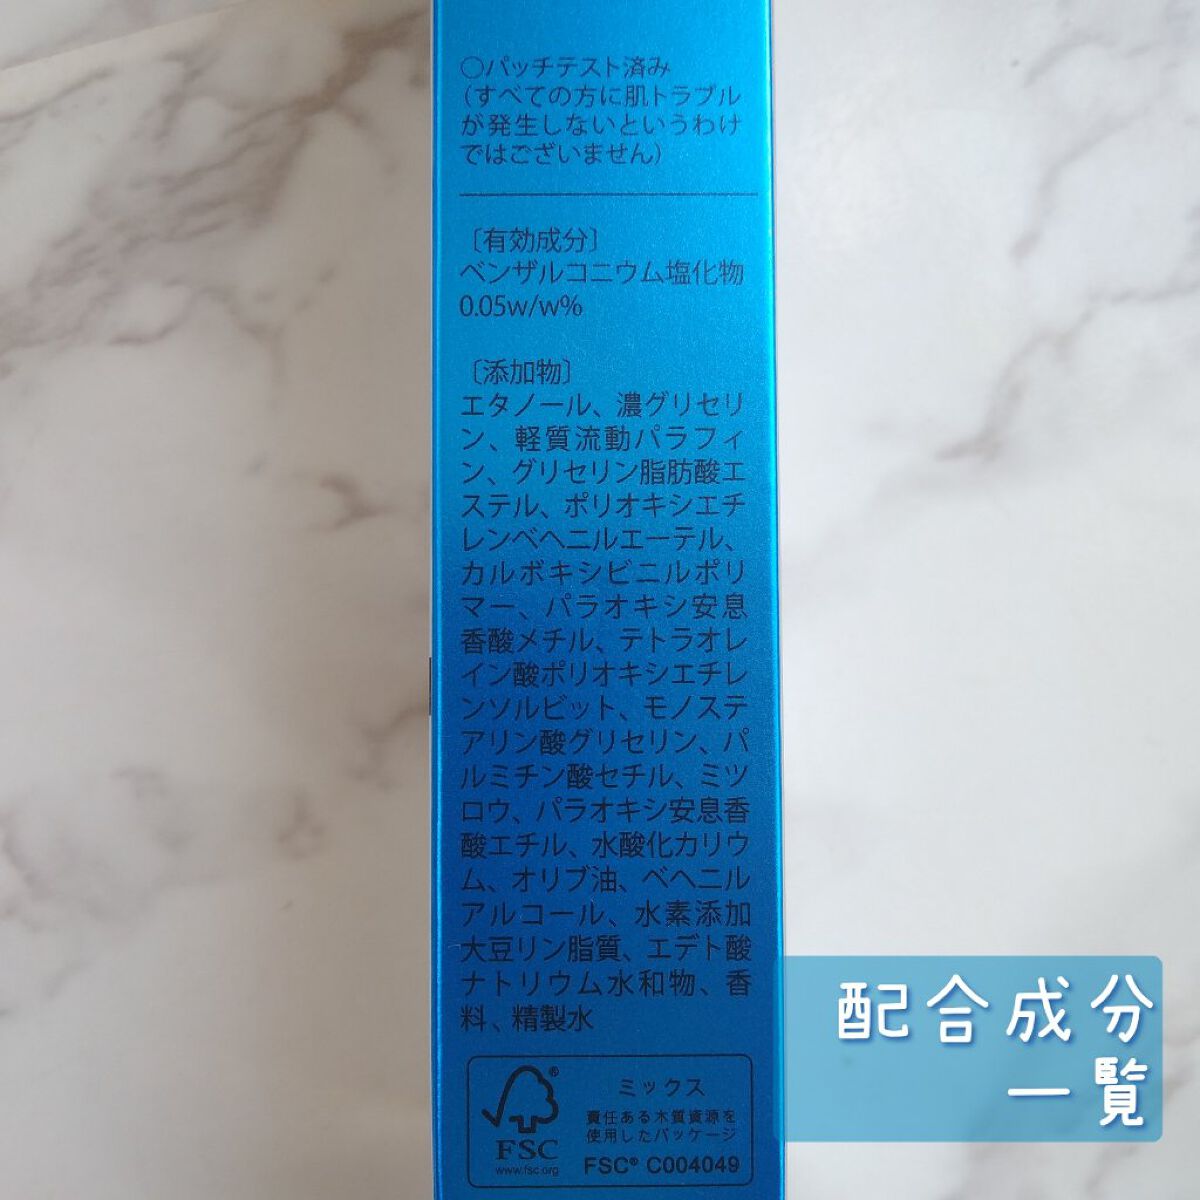 ○パッチテスト済み
(すべての方に肌トラブル
が発生しないというわけ
ではございません)
〔有効成分〕
ベンザルコニウム塩化物
0.05w/w%
〔添加物〕
エタノール、濃グリセリ
ン、軽質流動パラフィ
ン、グリセリン脂肪酸エ
ステル、ポリオキシエチ
レンベヘニルエーテル、
カルボキシビニルポリ
マー、パラオキシ安息
香酸メチル、テトラオレ
イン酸ポリオキシエチレ
ンソルビット、モノステ
アリン酸グリセリン、パ
ルミチン酸セチル、ミツ
ロウ、パラオキシ安息香
酸エチル、水酸化カリウ
ム、オリブ油、ベヘニル
アルコール、水素添加
大豆リン脂質、エデト酸
ナトリウム水和物、香
料、精製水
配合成分
一覧
FSC®
www.fsc.org
ミックス
責任ある木質資源を
使用したパッケージ
FSC® C004049